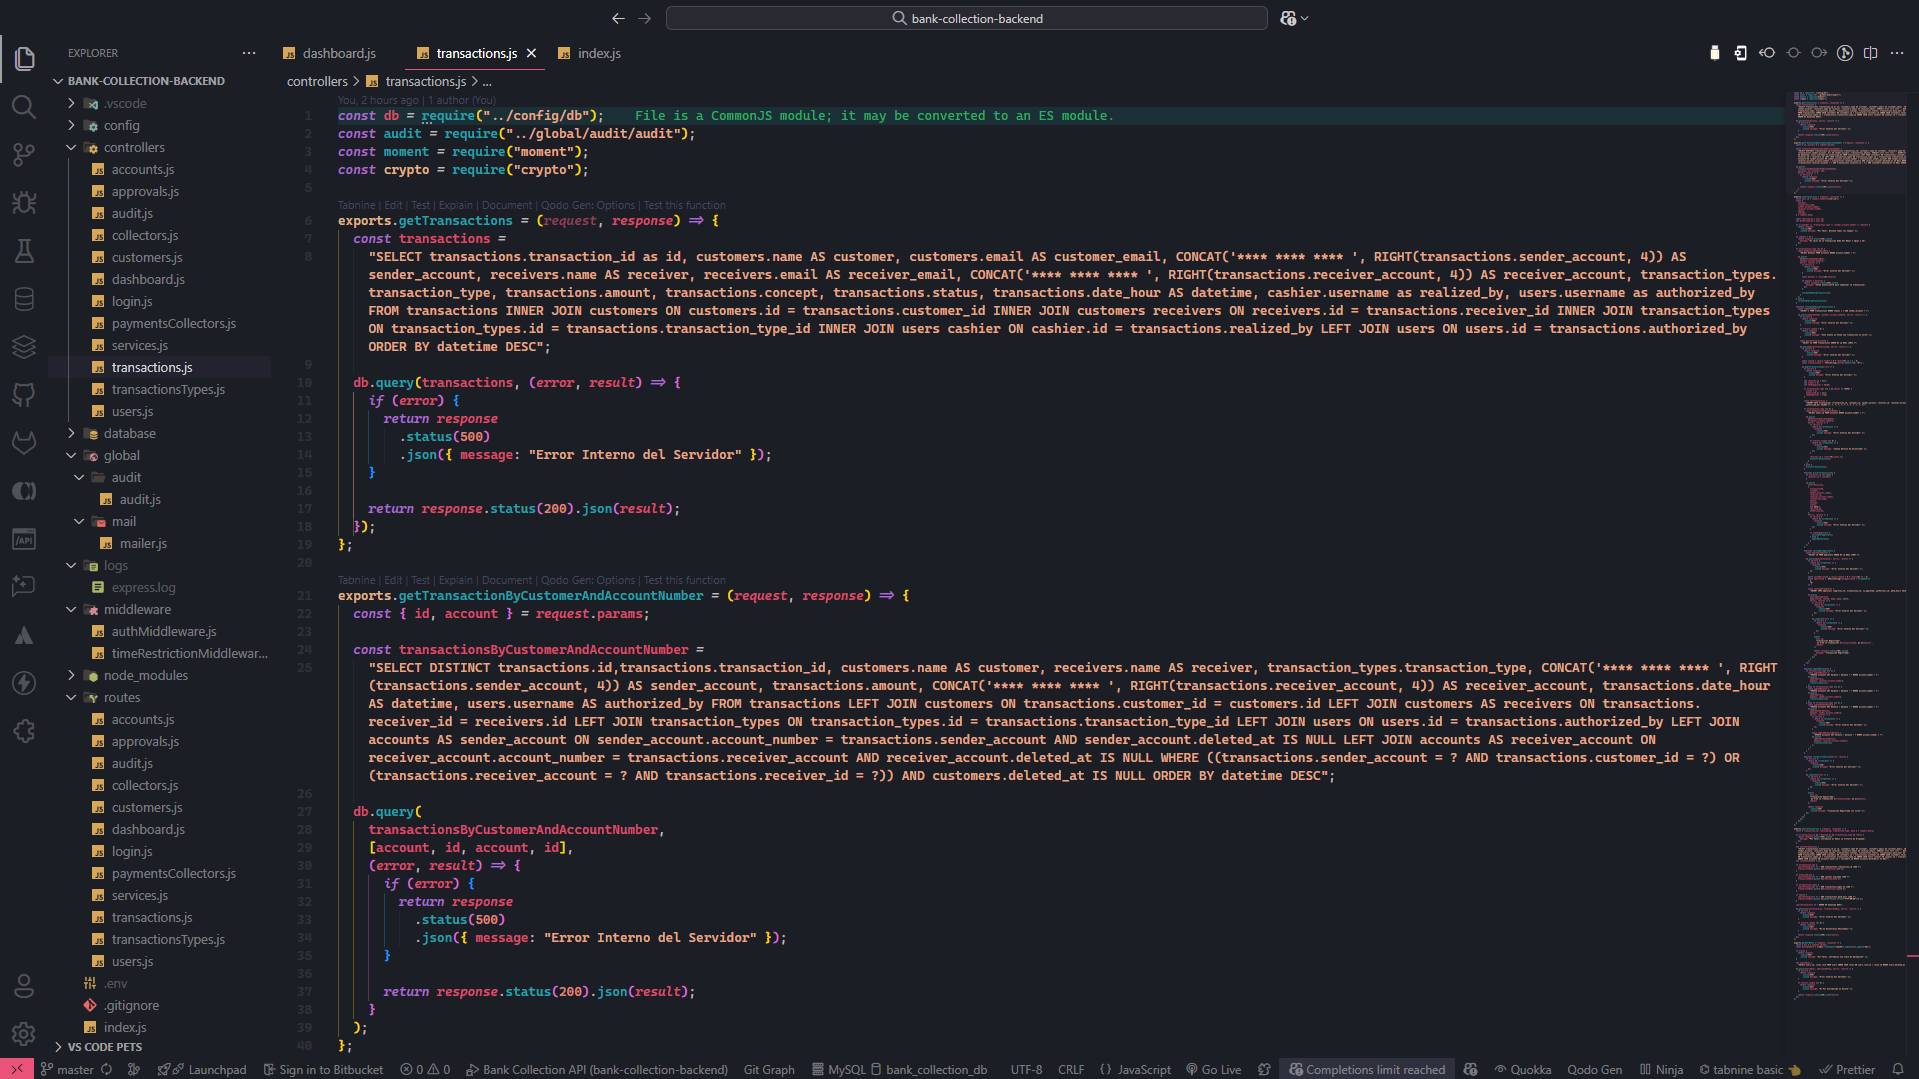 bank-collection-backend
EXPLORER
dashboard.js
transactions.js
index.js
BANK-COLLECTION-BACKEND
.vscode
config
controllers
accounts.js
approvals.js
audit.js
collectors.js
customers.js
dashboard.js
login.js
paymentsCollectors.js
services.js
transactions.js
transactionsTypes.js
users.js
database
global
audit
audit.js
mail
mailer.js
logs
express.log
middleware
authMiddleware.js
timeRestrictionMiddlewar...
node_modules
routes
accounts.js
approvals.js
audit.js
collectors.js
customers.js
dashboard.js
login.js
paymentsCollectors.js
services.js
transactions.js
transactionsTypes.js
users.js
.env
.gitignore
index.js
VS CODE PETS
controllers > transactions.js > ...
You, 2 hours ago | 1 author (You)
1 const db = require("../config/db"); File is a CommonJS module; it may be converted to an ES module.
2 const audit = require("../global/audit/audit");
3 const moment = require("moment");
4 const crypto = require("crypto");
5
Tabnine | Edit | Test | Explain | Document | Qodo Gen: Options | Test this function
6 exports.getTransactions = (request, response) => {
7 const transactions =
8 "SELECT transactions.transaction_id as id, customers.name AS customer, customers.email AS customer_email, CONCAT('**** **** **** ', RIGHT(transactions.sender_account, 4)) AS
sender_account, receivers.name AS receiver, receivers.email AS receiver_email, CONCAT('**** **** **** ', RIGHT(transactions.receiver_account, 4)) AS receiver_account, transaction_types.
transaction_type, transactions.amount, transactions.concept, transactions.status, transactions.date_hour AS datetime, cashier.username as realized_by, users.username as authorized_by
FROM transactions INNER JOIN customers ON customers.id = transactions.customer_id INNER JOIN customers receivers ON receivers.id = transactions.receiver_id INNER JOIN transaction_types
ON transaction_types.id = transactions.transaction_type_id INNER JOIN users cashier ON cashier.id = transactions.realized_by LEFT JOIN users ON users.id = transactions.authorized_by
ORDER BY datetime DESC";
9
10 db.query(transactions, (error, result) => {
11 if (error) {
12 return response
13 .status(500)
14 .json({ message: "Error Interno del Servidor" });
15 }
16
17 return response.status(200).json(result);
18 });
19 };
20
Tabnine | Edit | Test | Explain | Document | Qodo Gen: Options | Test this function
21 exports.getTransactionByCustomerAndAccountNumber = (request, response) => {
22 const { id, account } = request.params;
23
24 const transactionsByCustomerAndAccountNumber =
25 "SELECT DISTINCT transactions.id,transactions.transaction_id, customers.name AS customer, receivers.name AS receiver, transaction_types.transaction_type, CONCAT('**** **** **** ', RIGHT
(transactions.sender_account, 4)) AS sender_account, transactions.amount, CONCAT('**** **** **** ', RIGHT(transactions.receiver_account, 4)) AS receiver_account, transactions.date_hour
AS datetime, users.username AS authorized_by FROM transactions LEFT JOIN customers ON transactions.customer_id = customers.id LEFT JOIN customers AS receivers ON transactions.
receiver_id = receivers.id LEFT JOIN transaction_types ON transaction_types.id = transactions.transaction_type_id LEFT JOIN users ON users.id = transactions.authorized_by LEFT JOIN
accounts AS sender_account ON sender_account.account_number = transactions.sender_account AND sender_account.deleted_at IS NULL LEFT JOIN accounts AS receiver_account ON
receiver_account.account_number = transactions.receiver_account AND receiver_account.deleted_at IS NULL WHERE ((transactions.sender_account = ? AND transactions.customer_id = ?) OR
(transactions.receiver_account = ? AND transactions.receiver_id = ?)) AND customers.deleted_at IS NULL ORDER BY datetime DESC";
26
27 db.query(
28 transactionsByCustomerAndAccountNumber,
29 [account, id, account, id],
30 (error, result) => {
31 if (error) {
32 return response
33 .status(500)
34 .json({ message: "Error Interno del Servidor" });
35 }
36
37 return response.status(200).json(result);
38 }
39 );
40 };
master Launchpad Sign in to Bitbucket 0 0 Bank Collection API (bank-collection-backend) Git Graph MySQL bank_collection_db UTF-8 CRLF {} JavaScript Go Live Completions limit reached Quokka Qodo Gen Ninja tabnine basic Prettier